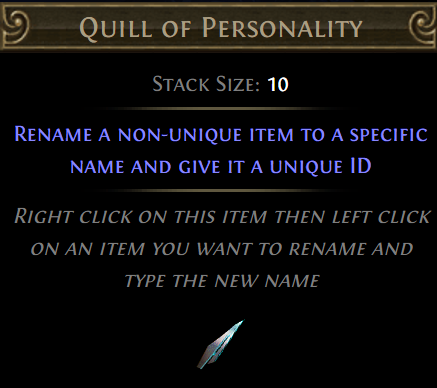 Quill of Personality
Stack Size: 10
Rename a non-unique item to a specific
name and give it a unique ID
Right click on this item then left click
on an item you want to rename and
type the new name